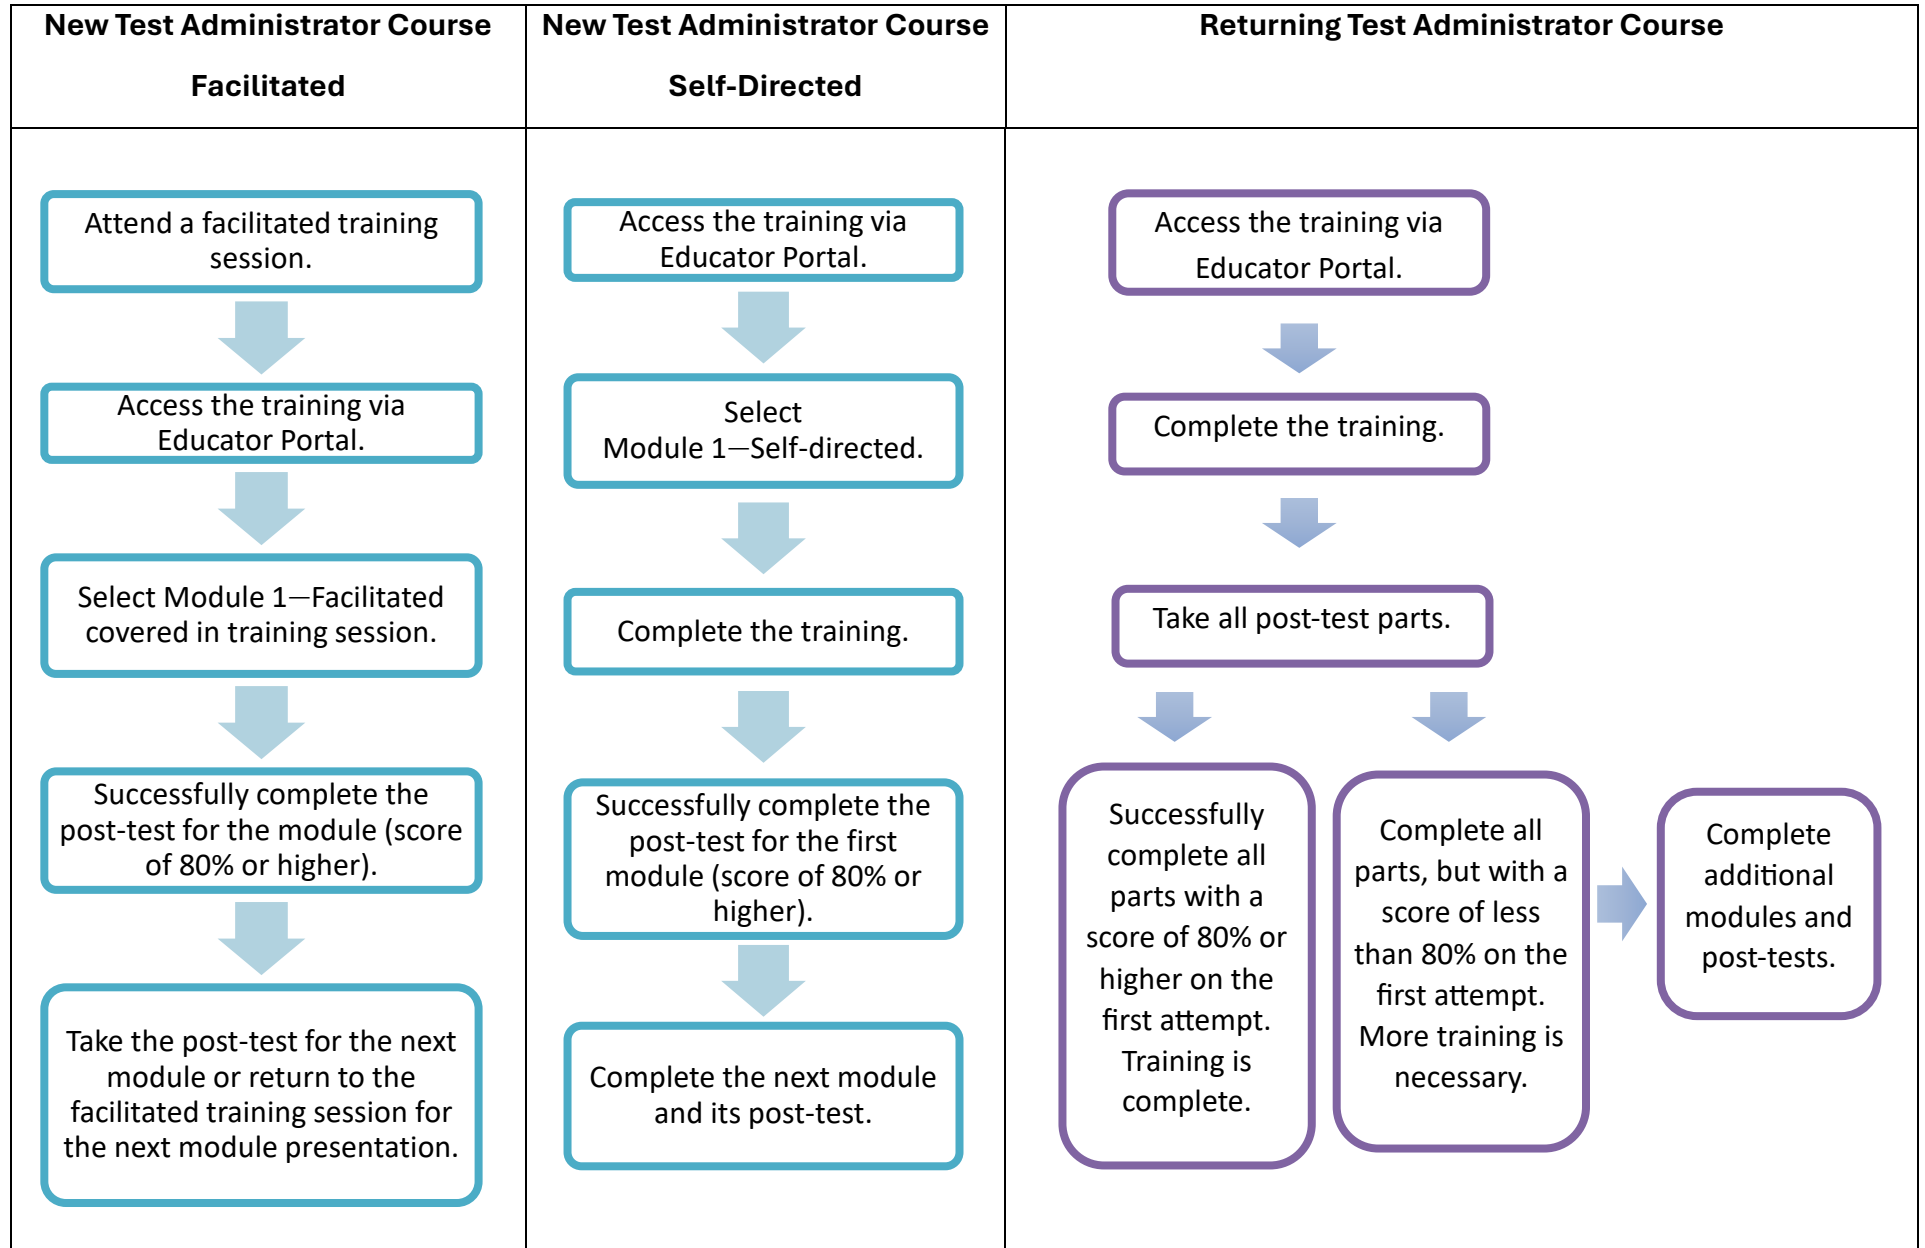 New Test Administrator Course
Facilitated
New Test Administrator Course
Self-Directed
Returning Test Administrator Course
Attend a facilitated training
session.
Access the training via
Educator Portal.
Select Module 1—Facilitated
covered in training session.
Successfully complete the
post-test for the module (score
of 80% or higher).
Take the post-test for the next
module or return to the
facilitated training session for
the next module presentation.
Access the training via
Educator Portal.
Select
Module 1—Self-directed.
Complete the training.
Successfully complete the
post-test for the first
module (score of 80% or
higher).
Complete the next module
and its post-test.
Access the training via
Educator Portal.
Complete the training.
Take all post-test parts.
Successfully
complete all
parts with a
score of 80% or
higher on the
first attempt.
Training is
complete.
Complete all
parts, but with a
score of less
than 80% on the
first attempt.
More training is
necessary.
Complete
additional
modules and
post-tests.